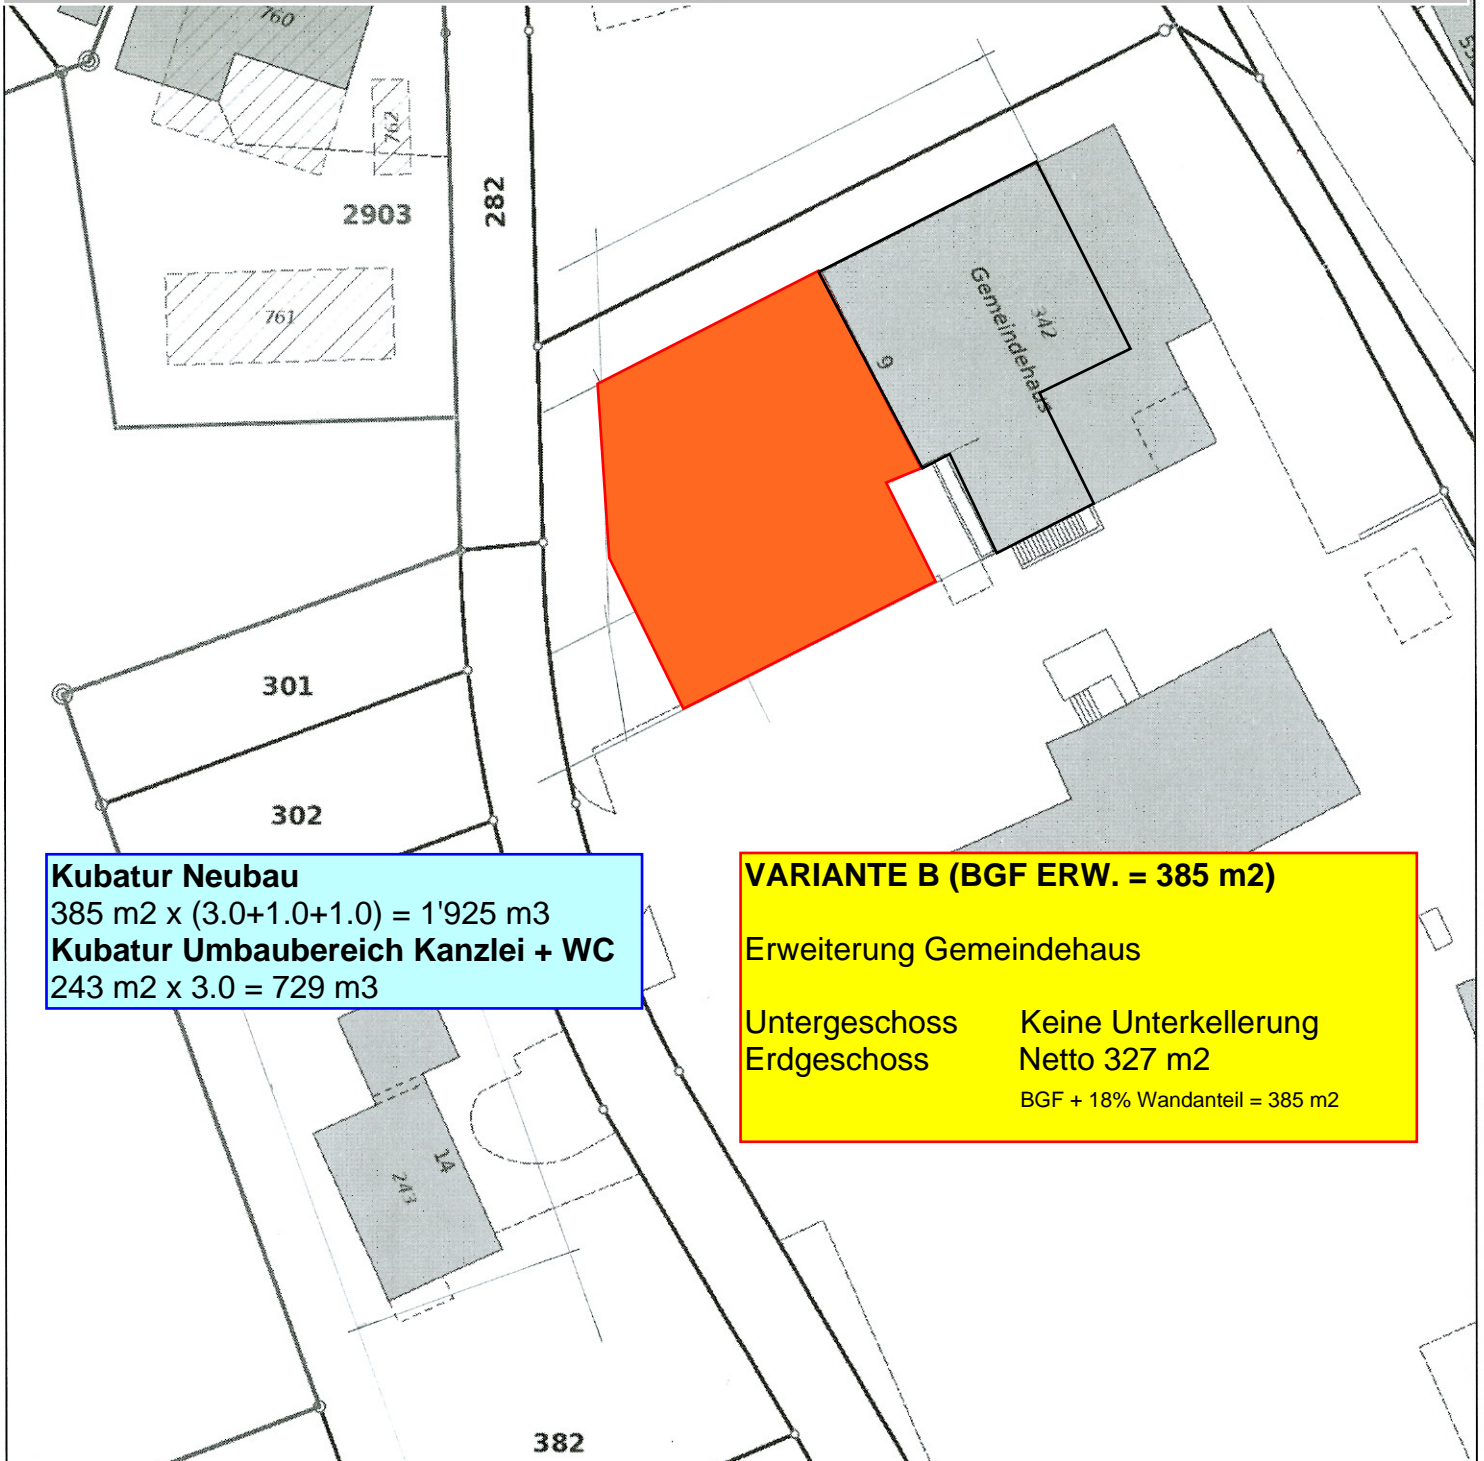 760
762
2903
282
761
342
Gemeindehaus
9
301
302
Kubatur Neubau
385 m2 x (3.0+1.0+1.0) = 1'925 m3
Kubatur Umbaubereich Kanzlei + WC
243 m2 x 3.0 = 729 m3
VARIANTE B (BGF ERW. = 385 m2)
Erweiterung Gemeindehaus
Untergeschoss Keine Unterkellerung
Erdgeschoss Netto 327 m2
BGF + 18% Wandanteil = 385 m2
14
243
382